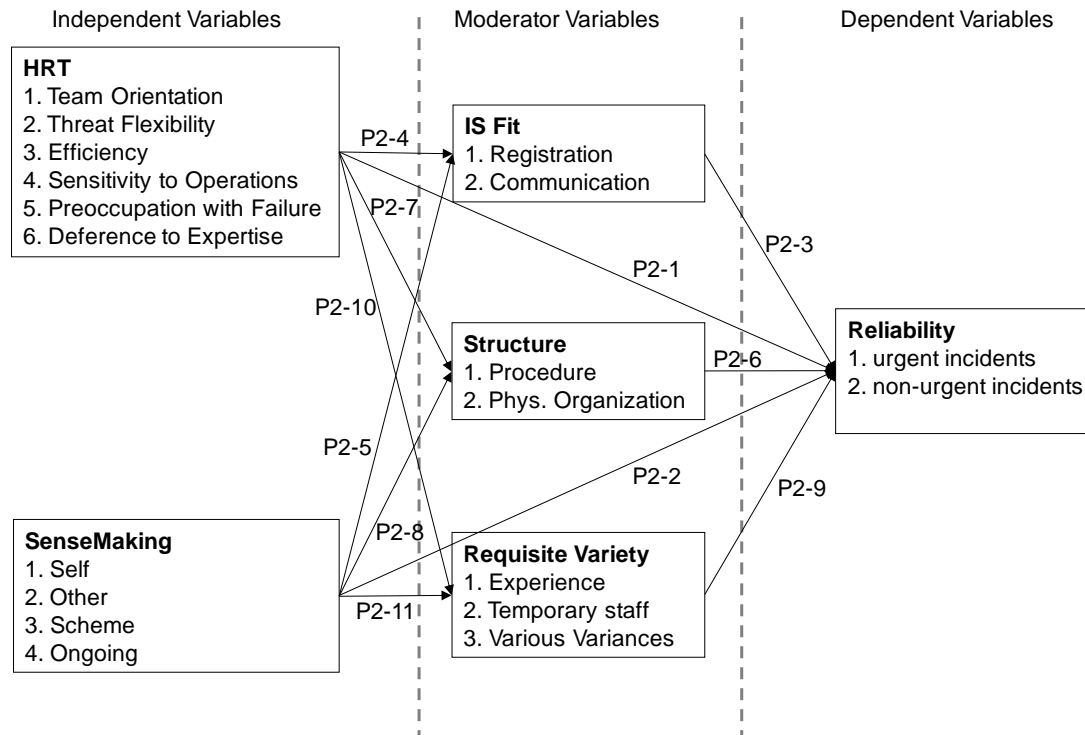 Independent Variables
Moderator Variables
Dependent Variables
HRT
1. Team Orientation
2. Threat Flexibility
3. Efficiency
4. Sensitivity to Operations
5. Preoccupation with Failure
6. Deference to Expertise
P2-4
IS Fit
1. Registration
2. Communication
P2-7
P2-3
P2-1
P2-10
Structure
1. Procedure
2. Phys. Organization
P2-6
Reliability
1. urgent incidents
2. non-urgent incidents
P2-5
P2-2
P2-9
P2-8
SenseMaking
1. Self
2. Other
3. Scheme
4. Ongoing
P2-11
Requisite Variety
1. Experience
2. Temporary staff
3. Various Variances